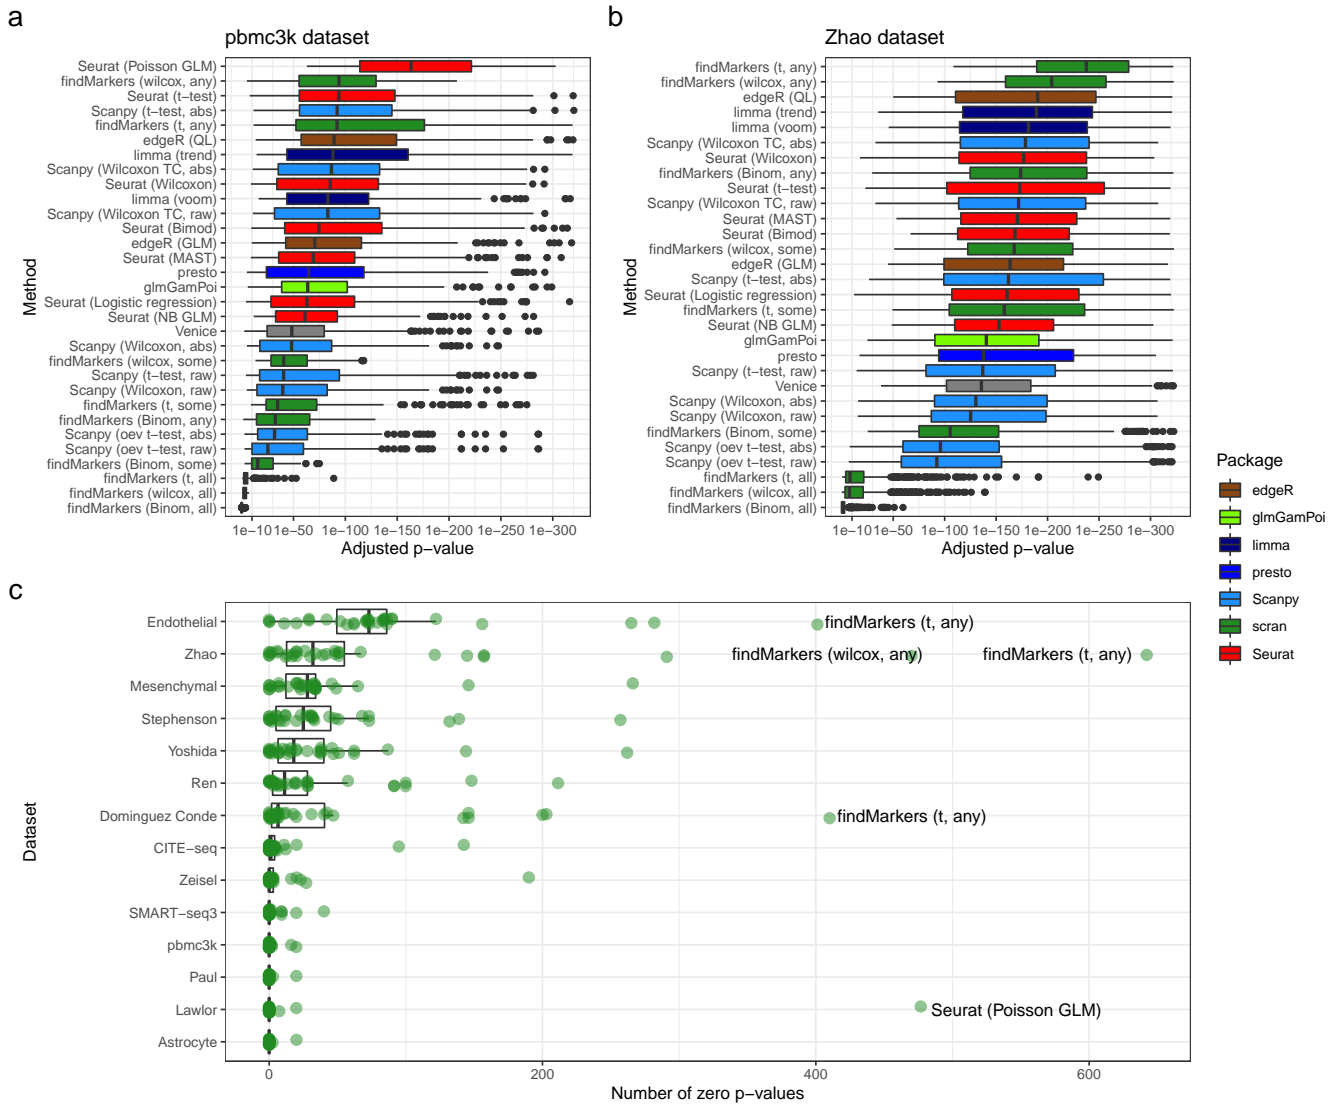 a
pbmc3k dataset
Seurat (Poisson GLM)
findMarkers (wilcox, any)
Seurat (t−test)
Scanpy (t−test, abs)
findMarkers (t, any)
edgeR (QL)
limma (trend)
Scanpy (Wilcoxon TC, abs)
Seurat (Wilcoxon)
limma (voom)
Scanpy (Wilcoxon TC, raw)
Seurat (Bimod)
edgeR (GLM)
Seurat (MAST)
presto
glmGamPoi
Seurat (Logistic regression)
Seurat (NB GLM)
Venice
Scanpy (Wilcoxon, abs)
findMarkers (wilcox, some)
Scanpy (t−test, raw)
Scanpy (Wilcoxon, raw)
findMarkers (t, some)
findMarkers (Binom, any)
Scanpy (oev t−test, abs)
Scanpy (oev t−test, raw)
findMarkers (Binom, some)
findMarkers (t, all)
findMarkers (wilcox, all)
findMarkers (Binom, all)
Method
1e−10 1e−50 1e−100 1e−150 1e−200 1e−250 1e−300
Adjusted p−value
b
Zhao dataset
findMarkers (t, any)
findMarkers (wilcox, any)
edgeR (QL)
limma (trend)
limma (voom)
Scanpy (Wilcoxon TC, abs)
Seurat (Wilcoxon)
findMarkers (Binom, any)
Seurat (t−test)
Scanpy (Wilcoxon TC, raw)
Seurat (MAST)
Seurat (Bimod)
findMarkers (wilcox, some)
edgeR (GLM)
Scanpy (t−test, abs)
Seurat (Logistic regression)
findMarkers (t, some)
Seurat (NB GLM)
glmGamPoi
presto
Scanpy (t−test, raw)
Venice
Scanpy (Wilcoxon, abs)
Scanpy (Wilcoxon, raw)
findMarkers (Binom, some)
Scanpy (oev t−test, abs)
Scanpy (oev t−test, raw)
findMarkers (t, all)
findMarkers (wilcox, all)
findMarkers (Binom, all)
Method
1e−10 1e−50 1e−100 1e−150 1e−200 1e−250 1e−300
Adjusted p−value
Package
edgeR
glmGamPoi
limma
presto
Scanpy
scran
Seurat
c
Endothelial
Zhao
Mesenchymal
Stephenson
Yoshida
Ren
Dominguez Conde
CITE−seq
Zeisel
SMART−seq3
pbmc3k
Paul
Lawlor
Astrocyte
Dataset
findMarkers (t, any)
findMarkers (wilcox, any)
findMarkers (t, any)
findMarkers (t, any)
Seurat (Poisson GLM)
0 200 400 600
Number of zero p−values